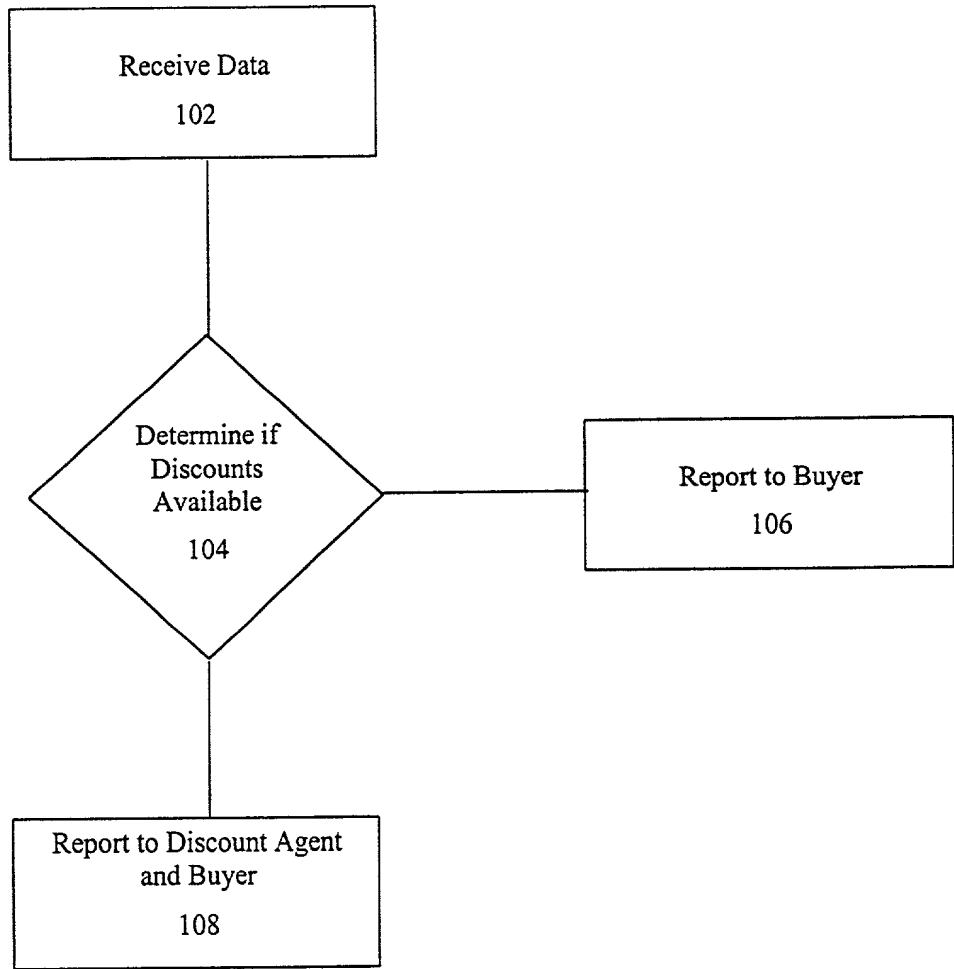 Receive Data
102
Determine if
Discounts
Available
104
Report to Buyer
106
Report to Discount Agent
and Buyer
108